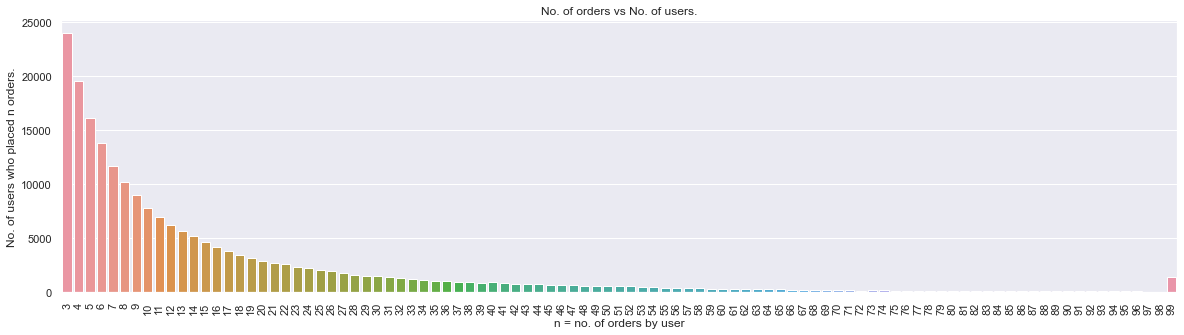 No. of orders vs No. of users.
No. of users who placed n orders.
25000
20000
15000
10000
5000
0
3 4 5 6 7 8 9 10 11 12 13 14 15 16 17 18 19 20 21 22 23 24 25 26 27 28 29 30 31 32 33 34 35 36 37 38 39 40 41 42 43 44 45 46 47 48 49 50 51 52 53 54 55 56 57 58 59 60 61 62 63 64 65 66 67 68 69 70 71 72 73 74 75 76 77 78 79 80 81 82 83 84 85 86 87 88 89 90 91 92 93 94 95 96 97 98 99
n = no. of orders by user